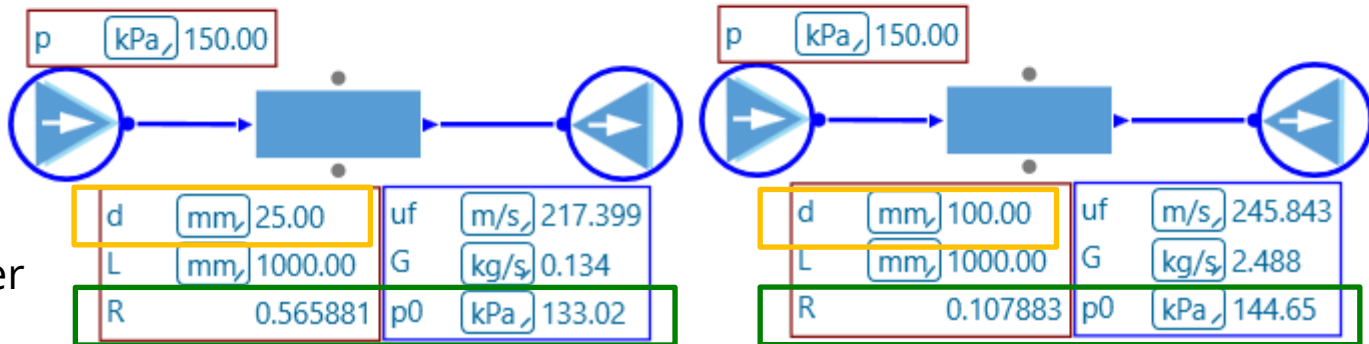 p kPa 150.00
p kPa 150.00
d mm 25.00 uf m/s 217.399
L mm 1000.00 G kg/s 0.134
R 0.565881 p0 kPa 133.02
er
d mm 100.00 uf m/s 245.843
L mm 1000.00 G kg/s 2.488
R 0.107883 p0 kPa 144.65